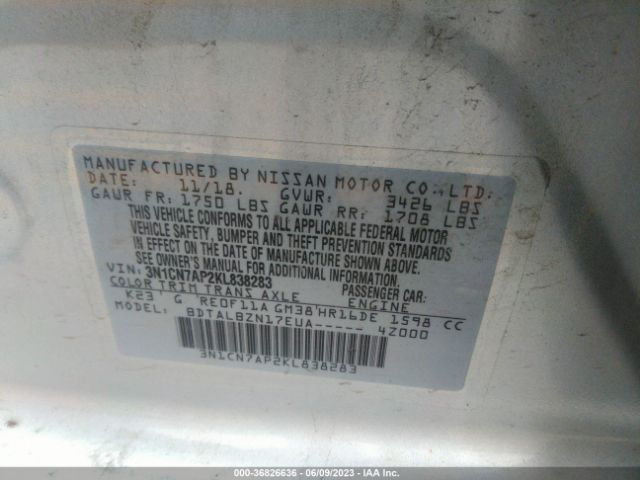 MANUFACTURED BY NISSAN MOTOR CO.,LTD.
DATE: 11/18. GVWR: 3426 LBS
GAWR FR: 1750 LBS GAWR RR: 1708 LBS
THIS VEHICLE CONFORMS TO ALL APPLICABLE FEDERAL MOTOR
VEHICLE SAFETY, BUMPER AND THEFT PREVENTION STANDARDS
IN EFFECT ON THE DATE OF MANUFACTURE SHOWN ABOVE.
SEE OWNER'S MANUAL FOR ADDITIONAL INFORMATION.
VIN: 3N1CN7AP2KL838283 PASSENGER CAR
COLOR TRIM TRANS AXLE ENGINE
K23 G RE0F11A GM38 HR16DE 1598 CC
MODEL: BDTALBZN17EUA----- 4Z000
3N1CN7AP2KL838283
000-36826636 - 06/09/2023 - IAA Inc.